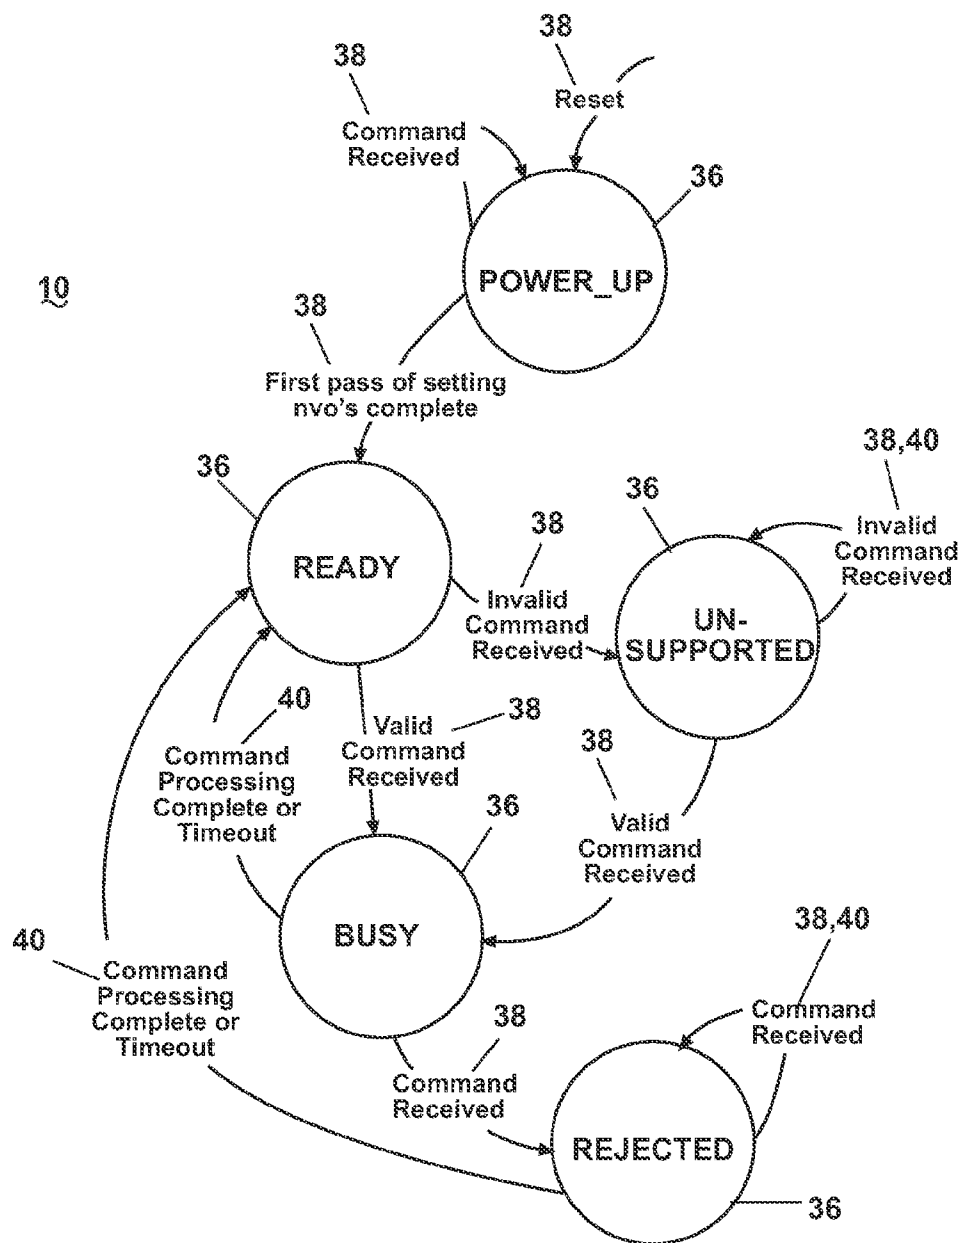 38
38
Reset
Command
Received
36
POWER_UP
10
38
First pass of setting
nvo's complete
38,40
36
36
Invalid
Command
Received
38
READY
Invalid
Command
Received
UN-
SUPPORTED
40
38
Valid
Command
Received
38
Command
Processing
Complete or
Timeout
36
Valid
Command
Received
BUSY
38,40
40
Command
Processing
Complete or
Timeout
Command
Received
38
Command
Received
REJECTED
36